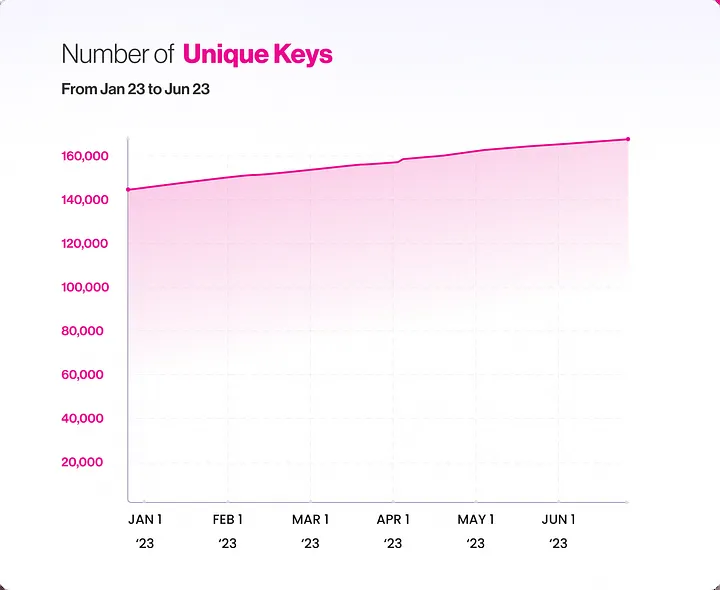 Number of Unique Keys
From Jan 23 to Jun 23
160,000
140,000
120,000
100,000
80,000
60,000
40,000
20,000
JAN 1 FEB 1 MAR 1 APR 1 MAY 1 JUN 1
‘23 ‘23 ‘23 ‘23 ‘23 ‘23